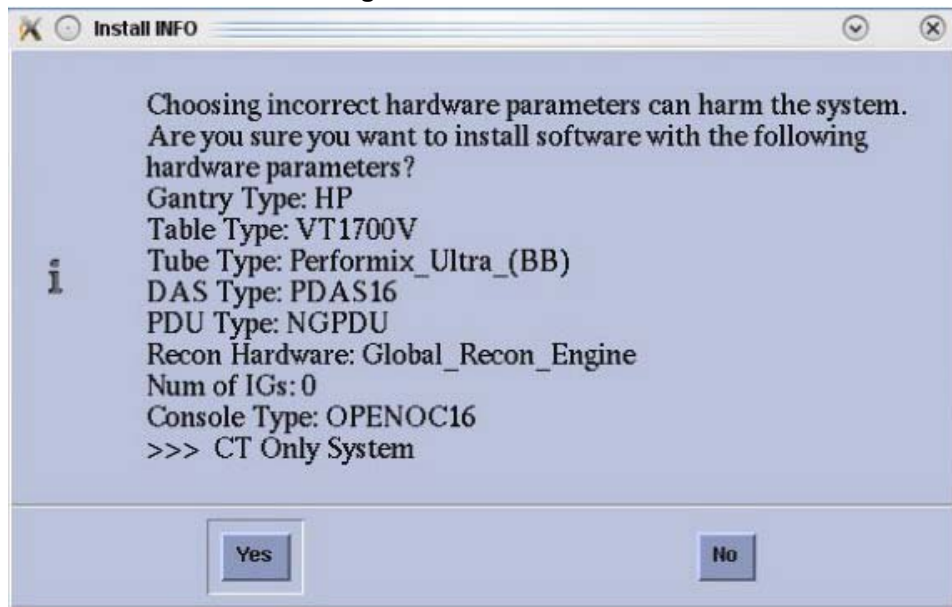 Install INFO
Choosing incorrect hardware parameters can harm the system.
Are you sure you want to install software with the following
hardware parameters?
Gantry Type: HP
Table Type: VT1700V
Tube Type: Performix_Ultra_(BB)
DAS Type: PDAS16
PDU Type: NGPDU
Recon Hardware: Global_Recon_Engine
Num of IGs: 0
Console Type: OPENOC16
>>> CT Only System
Yes
No